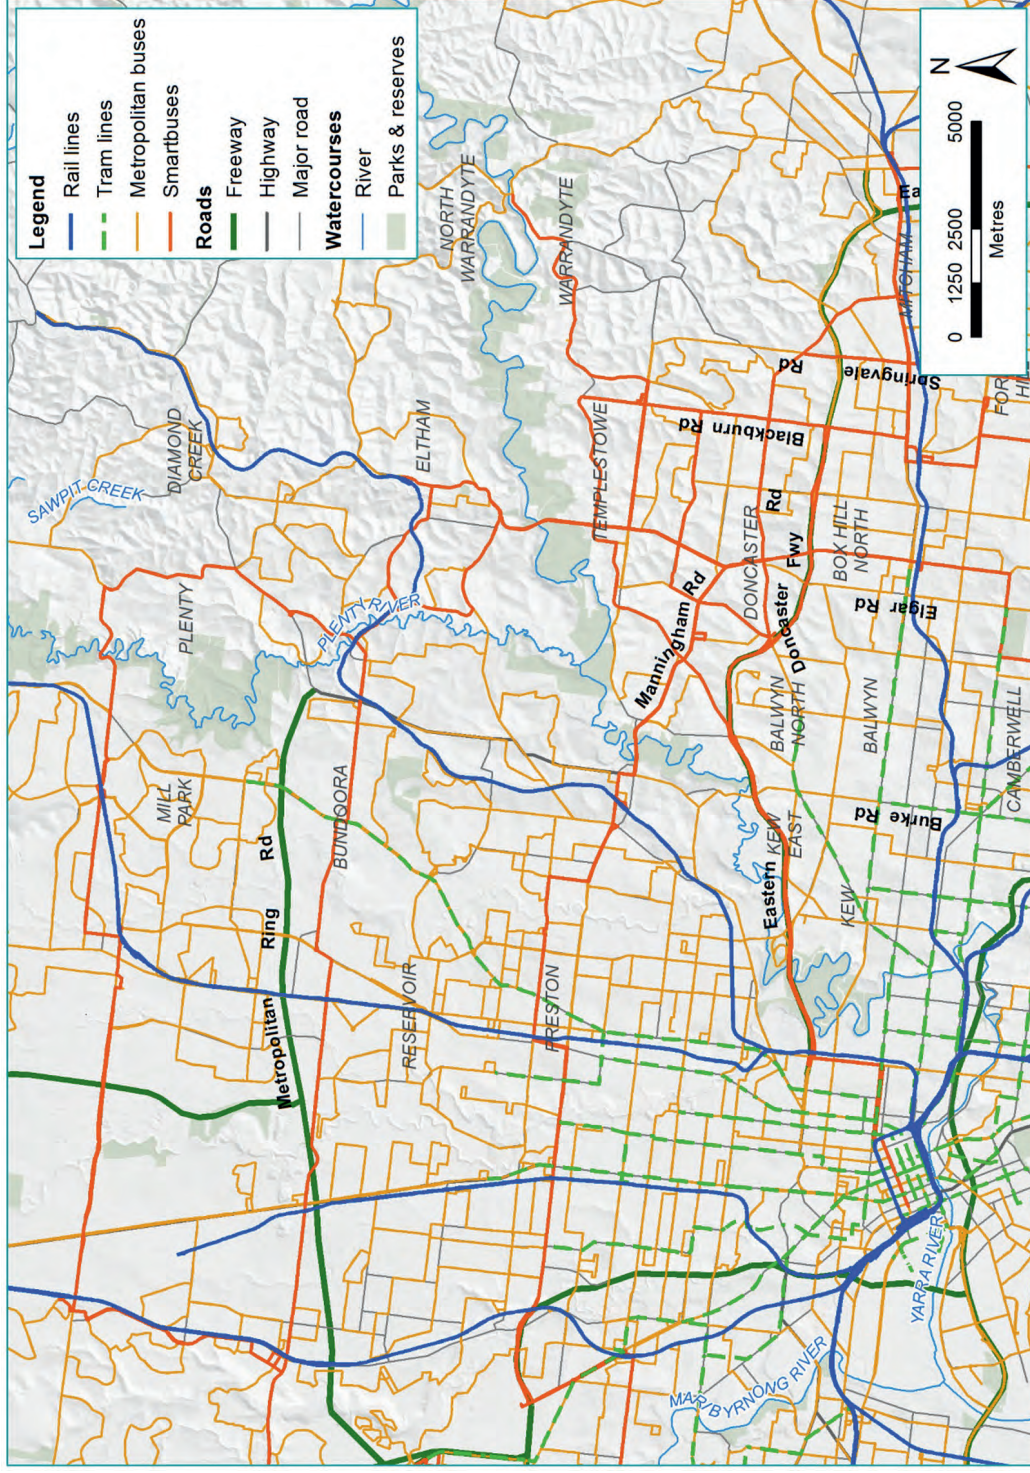 Legend
Rail lines
Tram lines
Metropolitan buses
Smartbuses
Roads
Freeway
Highway
Major road
Watercourses
River
Parks & reserves
N
0 1250 2500 5000
Metres
SAWPIT CREEK
DIAMOND
CREEK
PLENTY
PLENTY RIVER
ELTHAM
NORTH
WARRANDYTE
WARRANDYTE
MILL
PARK
BUNDOORA
Metropolitan Ring Rd
RESERVOIR
PRESTON
TEMPLESTOWE
Manningham Rd
Blackburn Rd
DONCASTER
Doncaster Rd
Fwy
Eastern
Springvale Rd
MITCHAM
Ea
BOX HILL
NORTH
Elgar Rd
BALWYN
NORTH
BALWYN
KEW
EAST
KEW
Burke Rd
CAMBERWELL
FOR
HI
YARRA RIVER
MARIBYRNONG RIVER